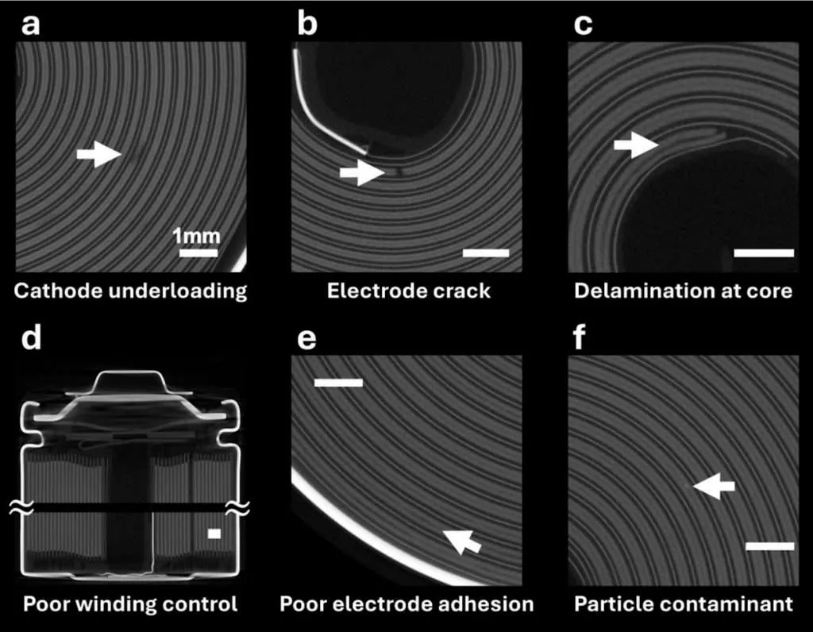 a
b
c
1mm
Cathode underloading
Electrode crack
Delamination at core
d
e
f
Poor winding control
Poor electrode adhesion
Particle contaminant